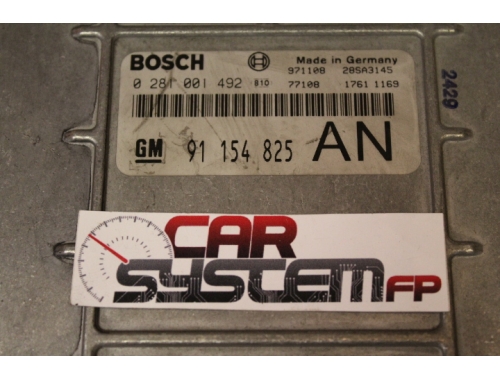 BOSCH Made in Germany
971108 28SA3145
0 281 001 492 B10 77108 1761 1169
GM 91 154 825 AN
2429
CAR
SYSTEM FP